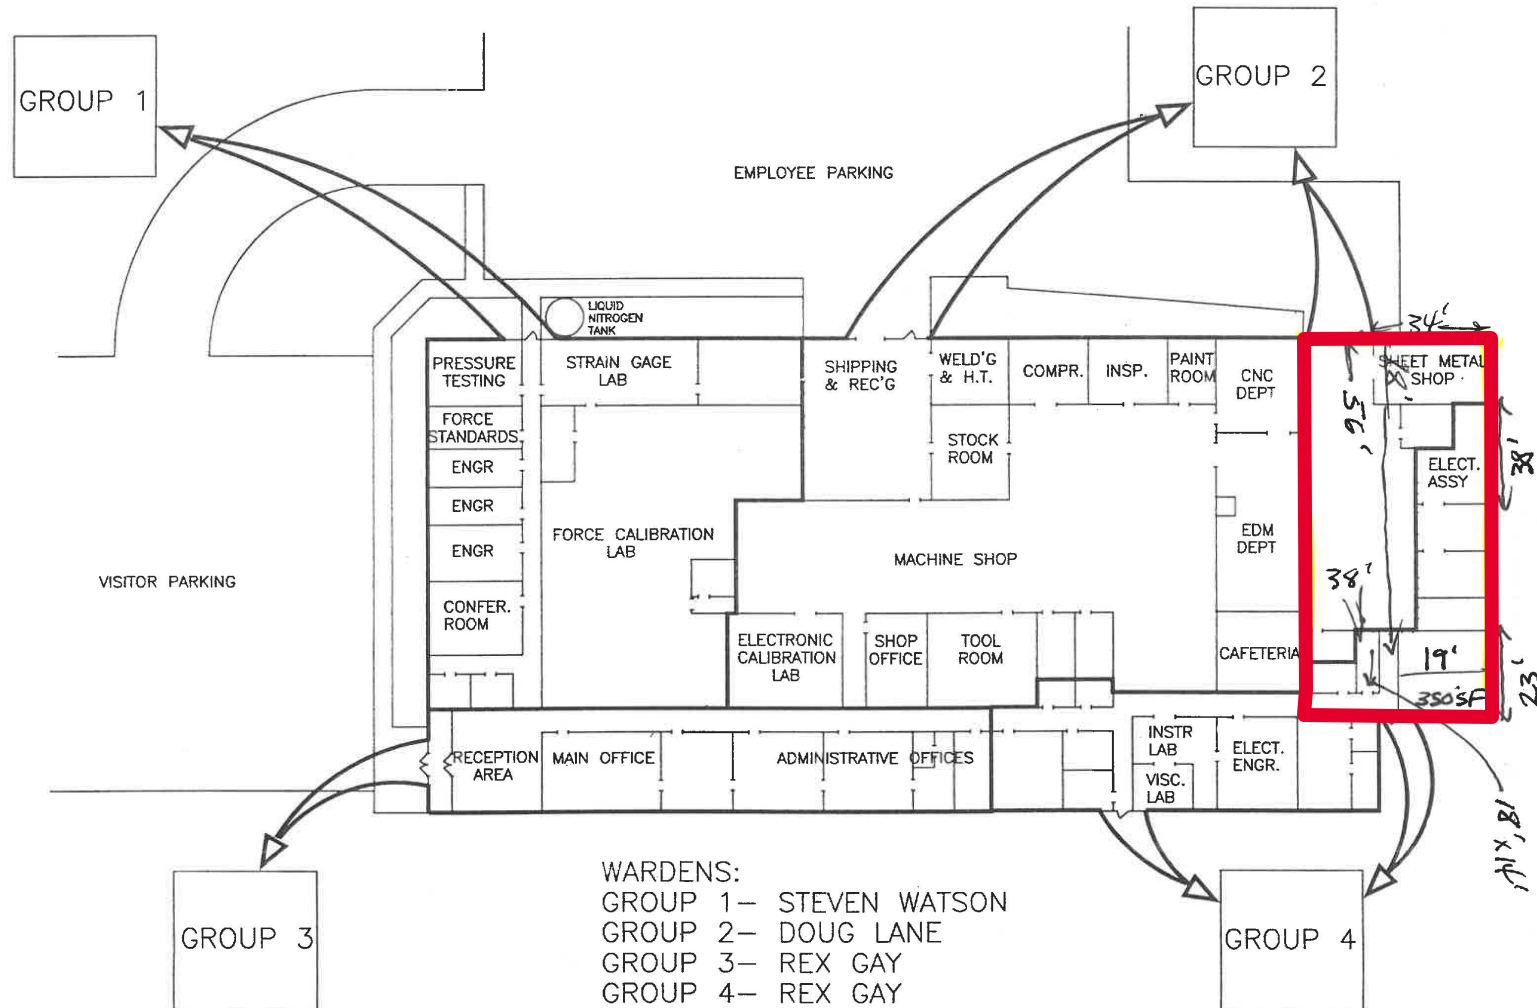 GROUP 1
GROUP 2
EMPLOYEE PARKING
LIQUID
NITROGEN
TANK
34'
PRESSURE
TESTING
STRAIN GAGE
LAB
SHIPPING
& REC'G
WELD'G
& H.T.
COMPR.
INSP.
PAINT
ROOM
CNC
DEPT
SHEET METAL
SHOP
56'
38'
FORCE
STANDARDS
ENGR
ENGR
ENGR
STOCK
ROOM
ELECT.
ASSY
FORCE CALIBRATION
LAB
MACHINE SHOP
EDM
DEPT
VISITOR PARKING
38'
CONFER.
ROOM
ELECTRONIC
CALIBRATION
LAB
SHOP
OFFICE
TOOL
ROOM
CAFETERIA
19'
350 SF
23'
RECEPTION
AREA
MAIN OFFICE
ADMINISTRATIVE OFFICES
INSTR
LAB
VISC.
LAB
ELECT.
ENGR.
18' x 14'
WARDENS:
GROUP 1– STEVEN WATSON
GROUP 2– DOUG LANE
GROUP 3– REX GAY
GROUP 4– REX GAY
GROUP 3
GROUP 4